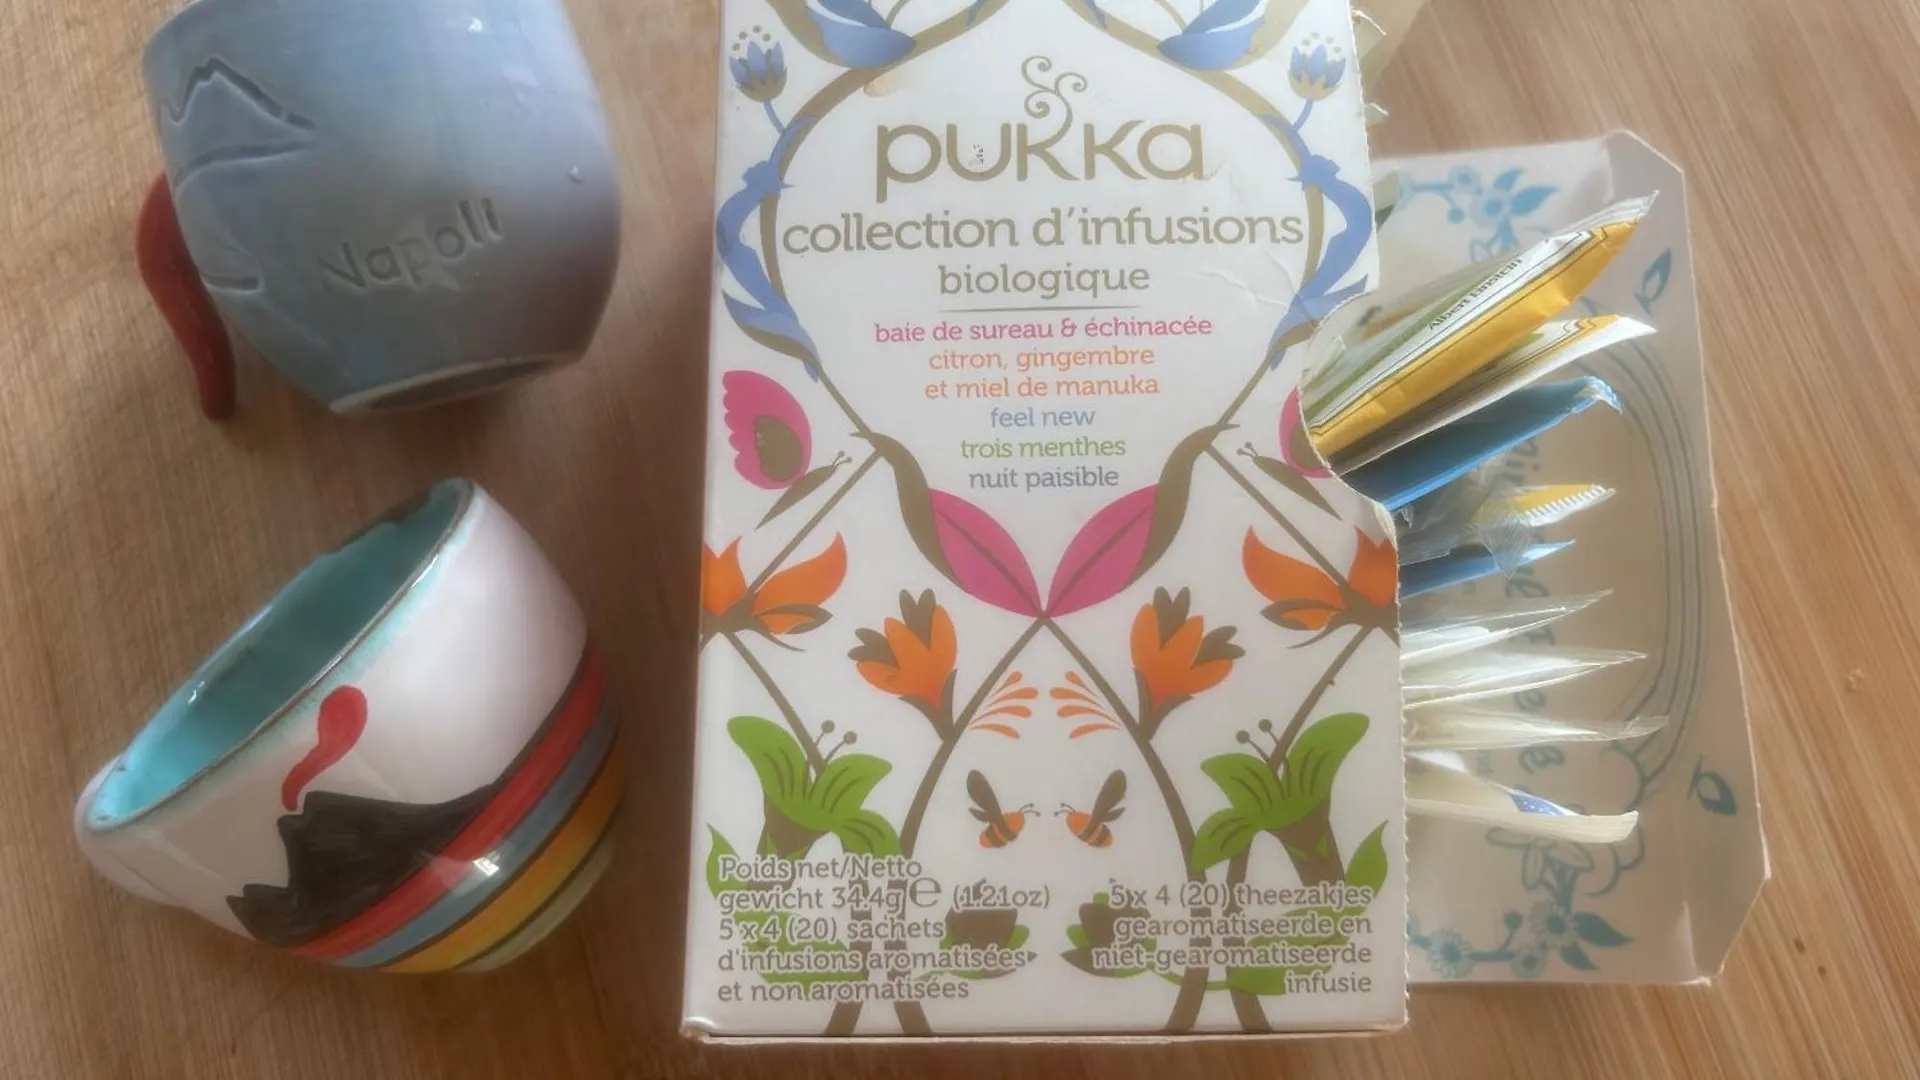 Napoli
pukka
collection d'infusions
biologique
baie de sureau & échinacée
citron, gingembre
et miel de manuka
feel new
trois menthes
nuit paisible
Poids net/Netto
gewicht 34.4g ℮ (1.21oz)
5 x 4 (20) sachets
d'infusions aromatisées
et non aromatisées
5 x 4 (20) theezakjes
gearomatiseerde en
niet-gearomatiseerde
infusie
Albert Einstein